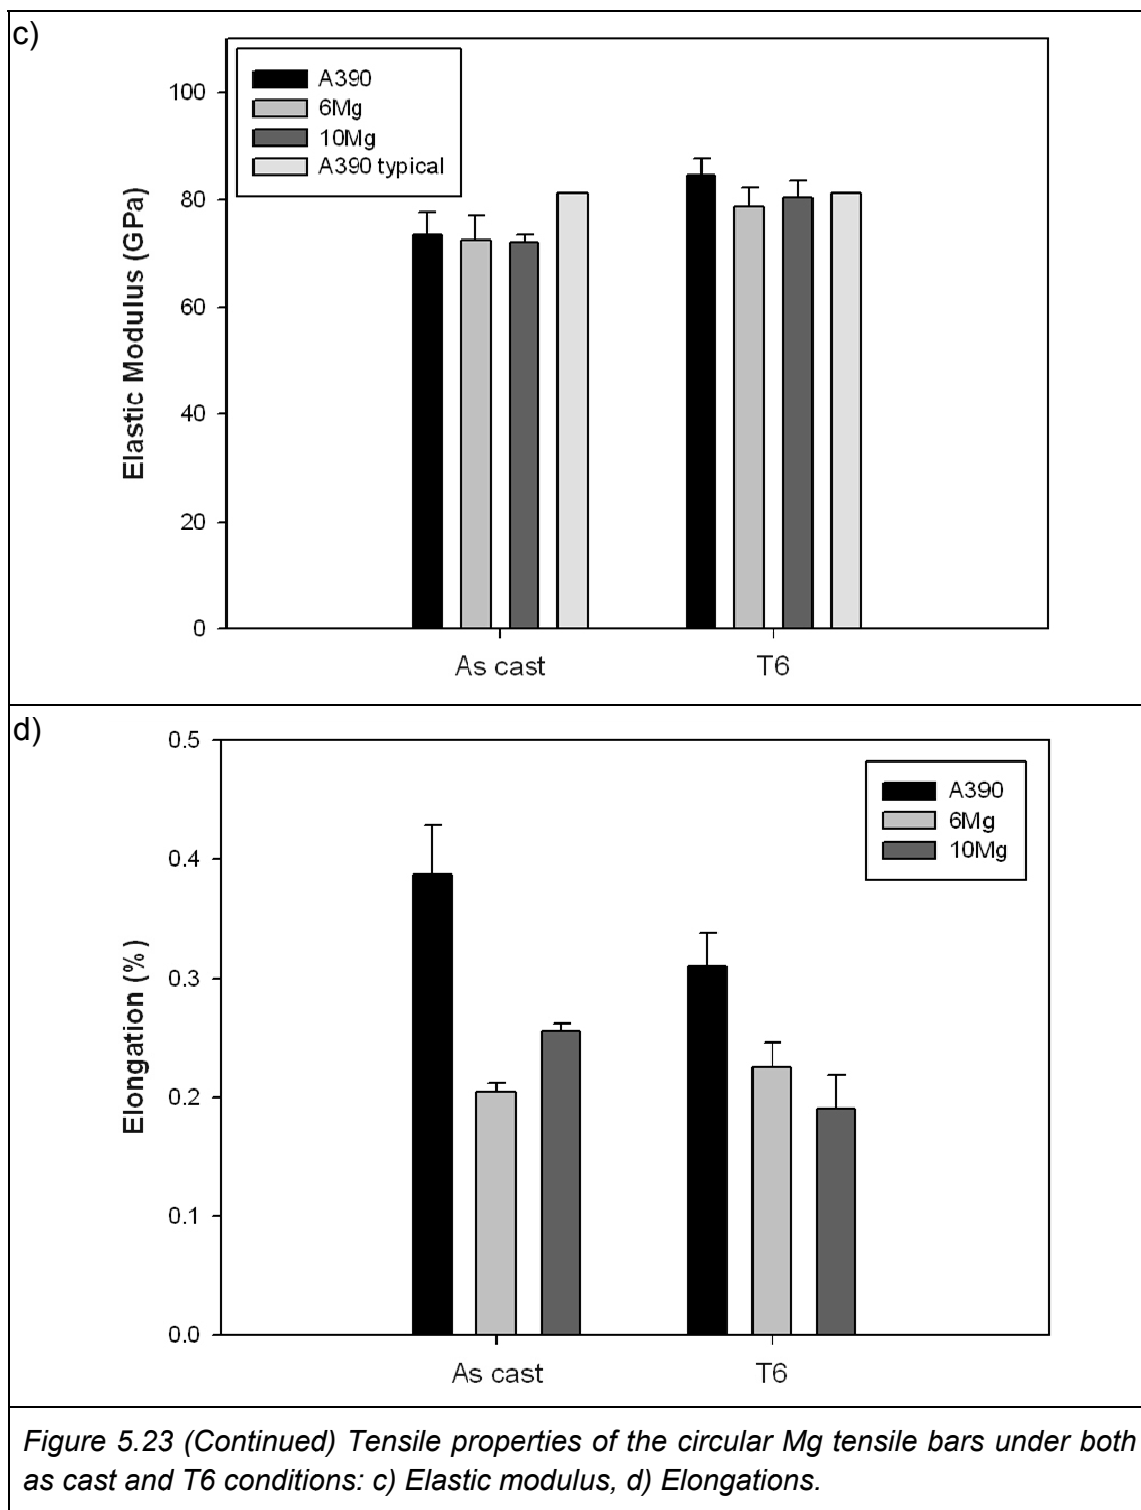 c)
A390
6Mg
10Mg
A390 typical
100
80
60
40
20
0
Elastic Modulus (GPa)
As cast
T6
d)
0.5
0.4
0.3
0.2
0.1
0.0
Elongation (%)
A390
6Mg
10Mg
As cast
T6
Figure 5.23 (Continued) Tensile properties of the circular Mg tensile bars under both
as cast and T6 conditions: c) Elastic modulus, d) Elongations.